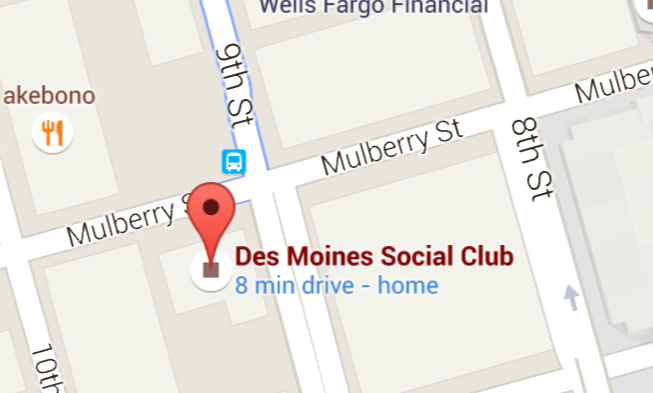 Wells Fargo Financial
9th St
akebono
Mulberry St
Mulber
8th St
Mulberry S
Des Moines Social Club
8 min drive - home
10th